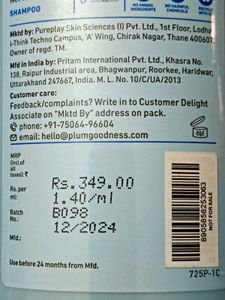 SHAMPOO
Mktd by: Pureplay Skin Sciences (I) Pvt. Ltd., 1st Floor, Lodha
i-Think Techno Campus, 'A' Wing, Chirak Nagar, Thane 400607.
Owner of regd. TM.
Mfd in India by: Pritam International Pvt. Ltd., Khasra No.
138, Raipur Industrial area, Bhagwanpur, Roorkee, Haridwar,
Uttarakhand 247667, India. M. L. No. 10/C/UA/2013
Customer care:
Feedback/complaints? Write in to Customer Delight
Associate on "Mktd By" address on pack.
phone: +91-75064-96604
email: hello@plumgoodness.com
MRP
(incl.of
all taxes) ₹
Rs.349.00
Rs. per
ml:
1.40/ml
Batch
No.
B098
Mfd.
12/2024
8905856253063
NOT FOR SALE
Use before 24 months from Mfd.
725P-1C